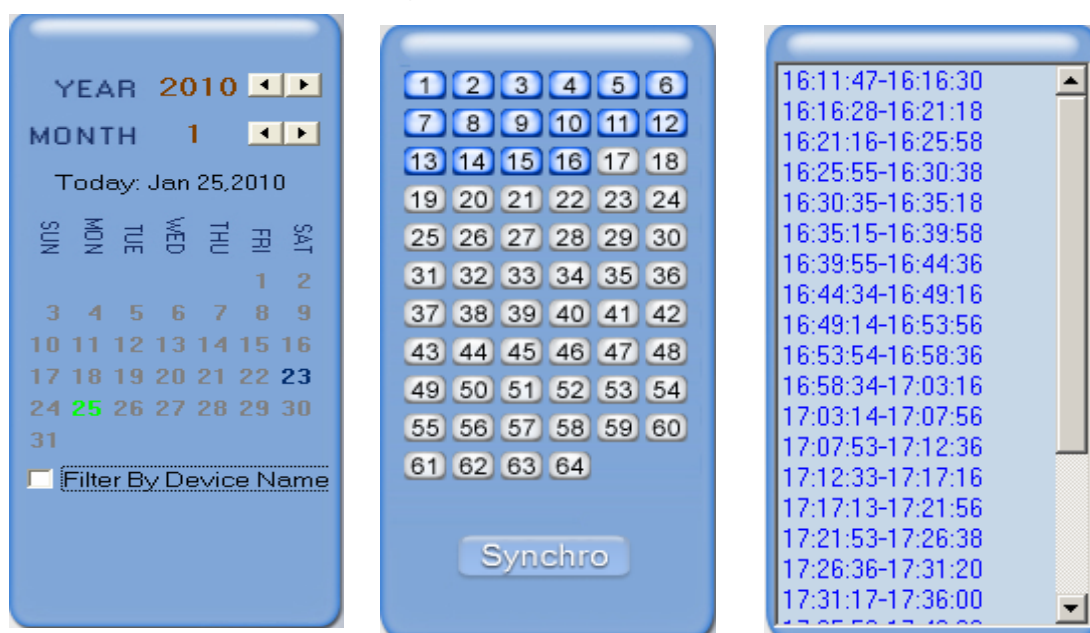 YEAR 2010
MONTH 1
Today: Jan 25,2010
SUN MON TUE WED THU FRI SAT
1 2
3 4 5 6 7 8 9
10 11 12 13 14 15 16
17 18 19 20 21 22 23
24 25 26 27 28 29 30
31
Filter By Device Name
1 2 3 4 5 6
7 8 9 10 11 12
13 14 15 16 17 18
19 20 21 22 23 24
25 26 27 28 29 30
31 32 33 34 35 36
37 38 39 40 41 42
43 44 45 46 47 48
49 50 51 52 53 54
55 56 57 58 59 60
61 62 63 64
Synchro
16:11:47-16:16:30
16:16:28-16:21:18
16:21:16-16:25:58
16:25:55-16:30:38
16:30:35-16:35:18
16:35:15-16:39:58
16:39:55-16:44:36
16:44:34-16:49:16
16:49:14-16:53:56
16:53:54-16:58:36
16:58:34-17:03:16
17:03:14-17:07:56
17:07:53-17:12:36
17:12:33-17:17:16
17:17:13-17:21:56
17:21:53-17:26:38
17:26:36-17:31:20
17:31:17-17:36:00